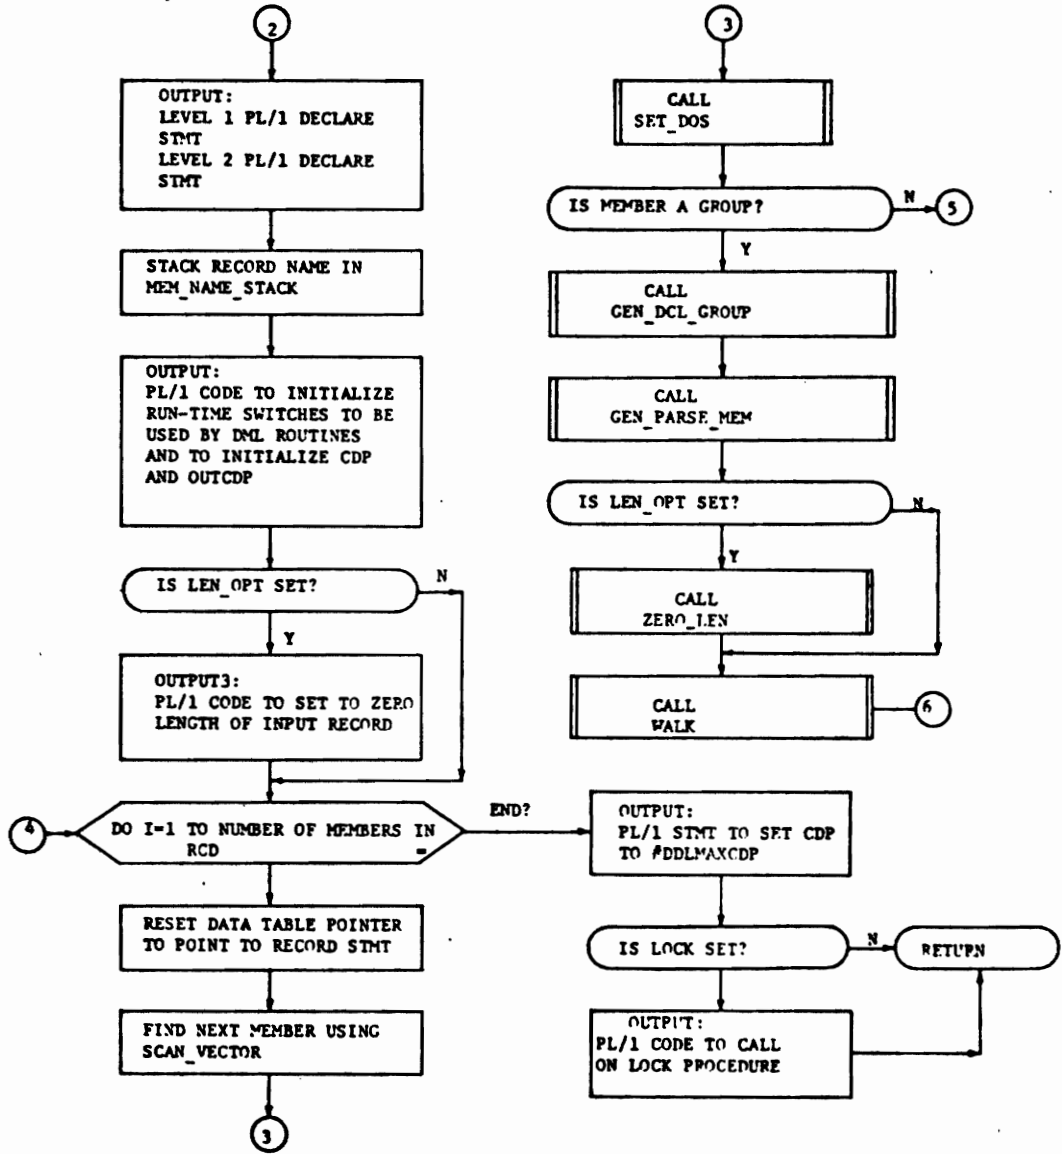 2
OUTPUT:
LEVEL 1 PL/1 DECLARE
STMT
LEVEL 2 PL/1 DECLARE
STMT
STACK RECORD NAME IN
MEM_NAME_STACK
OUTPUT:
PL/1 CODE TO INITIALIZE
RUN-TIME SWITCHES TO BE
USED BY DML ROUTINES
AND TO INITIALIZE CDP
AND OUTCDP
IS LEN_OPT SET?
N
Y
OUTPUT3:
PL/1 CODE TO SET TO ZERO
LENGTH OF INPUT RECORD
4
DO I=1 TO NUMBER OF MEMBERS IN
RCD =
END?
RESET DATA TABLE POINTER
TO POINT TO RECORD STMT
FIND NEXT MEMBER USING
SCAN_VECTOR
3
3
CALL
SET_DOS
IS MEMBER A GROUP?
N
5
Y
CALL
GEN_DCL_GROUP
CALL
GEN_PARSE_MEM
IS LEN_OPT SET?
N
Y
CALL
ZERO_LEN
CALL
WALK
6
OUTPUT:
PL/1 STMT TO SET CDP
TO #DDLMAXCDP
IS LOCK SET?
N
RETURN
OUTPUT:
PL/1 CODE TO CALL
ON LOCK PROCEDURE